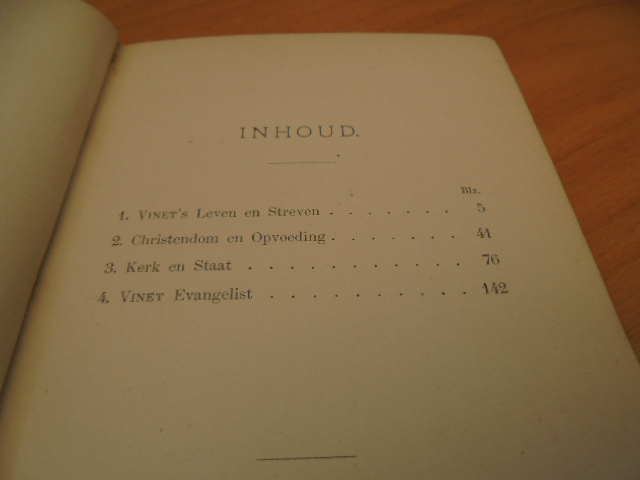 INHOUD.
Blz.
1. VINET'S Leven en Streven . . . . . . . 5
2. Christendom en Opvoeding . . . . . . . 41
3. Kerk en Staat . . . . . . . . . . . 76
4. VINET Evangelist . . . . . . . . . . 142